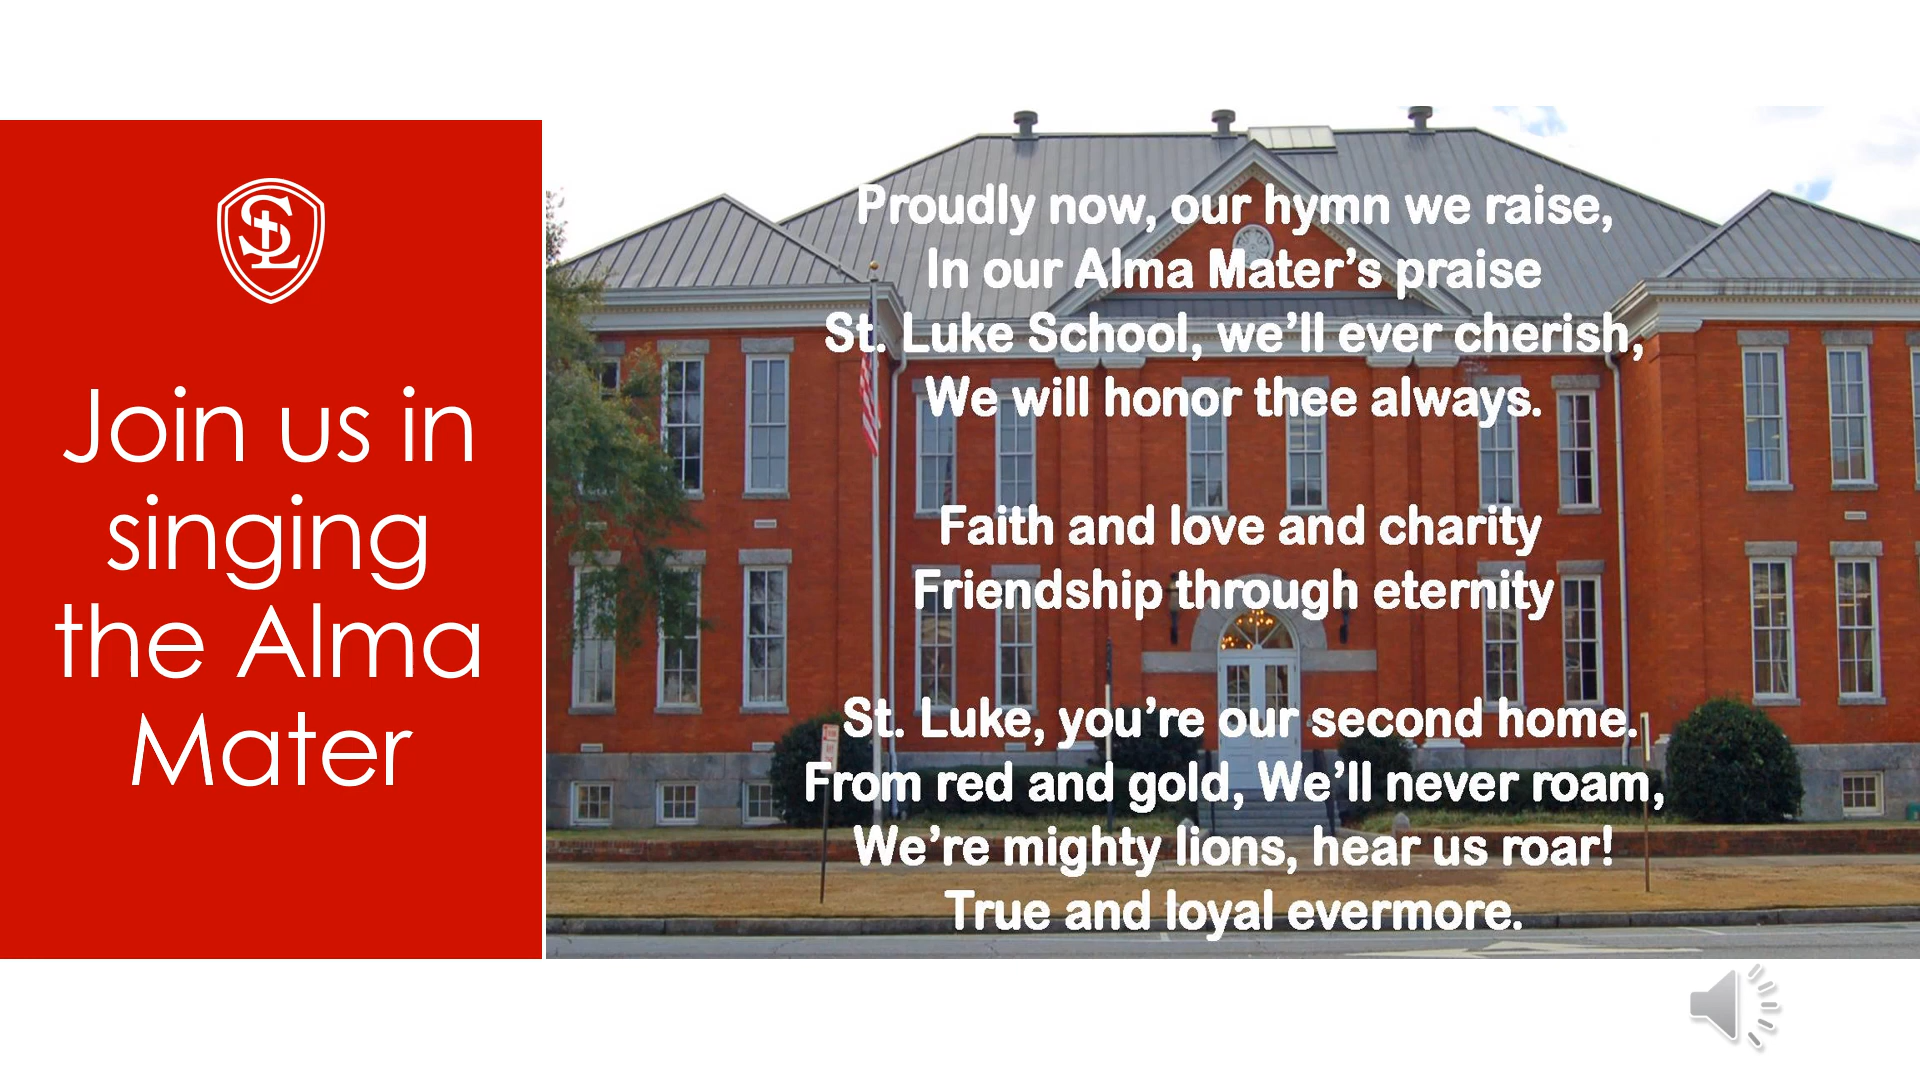 SL
Join us in
singing
the Alma
Mater
Proudly now, our hymn we raise,
In our Alma Mater’s praise
St. Luke School, we’ll ever cherish,
We will honor thee always.
Faith and love and charity
Friendship through eternity
St. Luke, you’re our second home.
From red and gold, We’ll never roam,
We’re mighty lions, hear us roar!
True and loyal evermore.